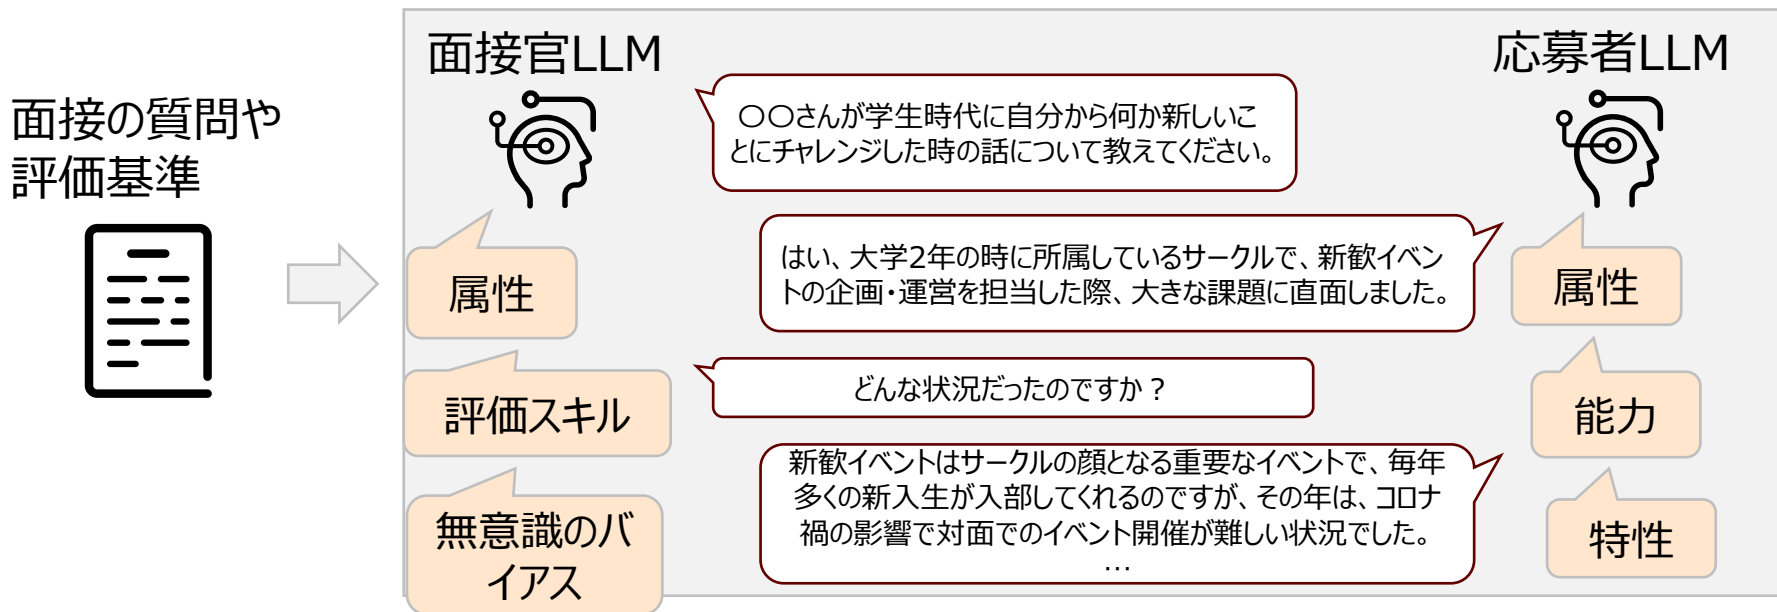 面接の質問や
評価基準
面接官LLM
応募者LLM
〇〇さんが学生時代に自分から何か新しいこ
とにチャレンジした時の話について教えてください。
はい、大学2年の時に所属しているサークルで、新歓イベン
トの企画・運営を担当した際、大きな課題に直面しました。
どんな状況だったのですか？
新歓イベントはサークルの顔となる重要なイベントで、毎年
多くの新入生が入部してくれるのですが、その年は、コロナ
禍の影響で対面でのイベント開催が難しい状況でした。
…
属性
評価スキル
無意識のバ
イアス
属性
能力
特性